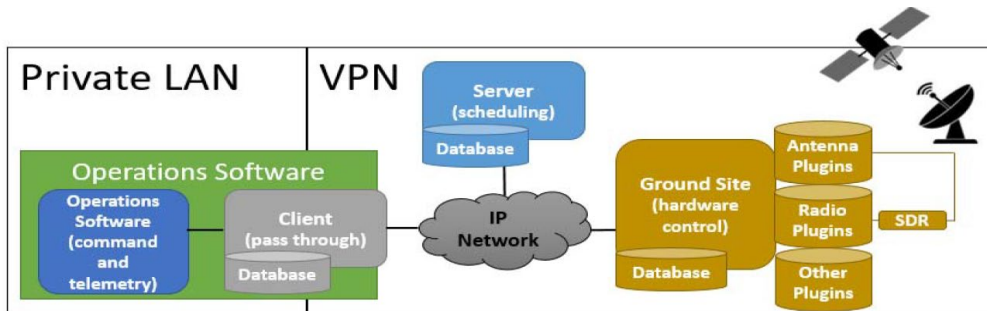 Private LAN
VPN
Server
(scheduling)
Database
Operations Software
Operations
Software
(command
and
telemetry)
Client
(pass through)
Database
IP
Network
Ground Site
(hardware
control)
Database
Antenna
Plugins
Radio
Plugins
SDR
Other
Plugins